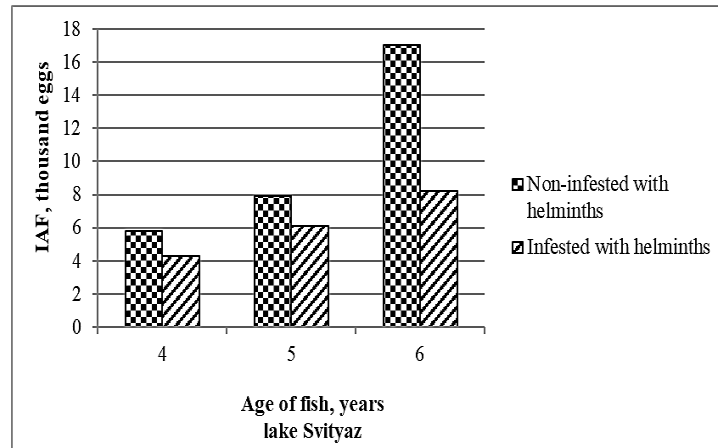 IAF, thousand eggs
18
16
14
12
10
8
6
4
2
0
4
5
6
Age of fish, years
lake Svityaz
Non-infested with
helminths
Infested with helminths